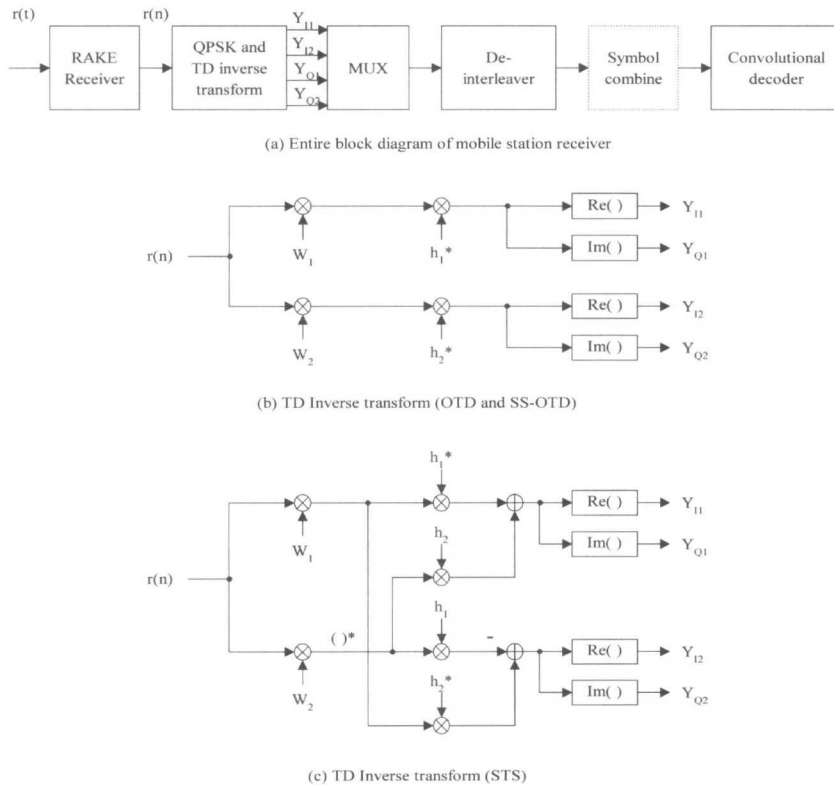 r(t)
r(n)
RAKE
Receiver
QPSK and
TD inverse
transform
Y_I1
Y_I2
Y_Q1
Y_Q2
MUX
De-
interleaver
Symbol
combine
Convolutional
decoder
(a) Entire block diagram of mobile station receiver
r(n)
W_1
h_1*
Re( )
Y_I1
Im( )
Y_Q1
W_2
h_2*
Re( )
Y_I2
Im( )
Y_Q2
(b) TD Inverse transform (OTD and SS-OTD)
h_1*
Re( )
Y_I1
W_1
h_2
Im( )
Y_Q1
r(n)
h_1
( )*
-
Re( )
Y_I2
W_2
h_2*
Im( )
Y_Q2
(c) TD Inverse transform (STS)